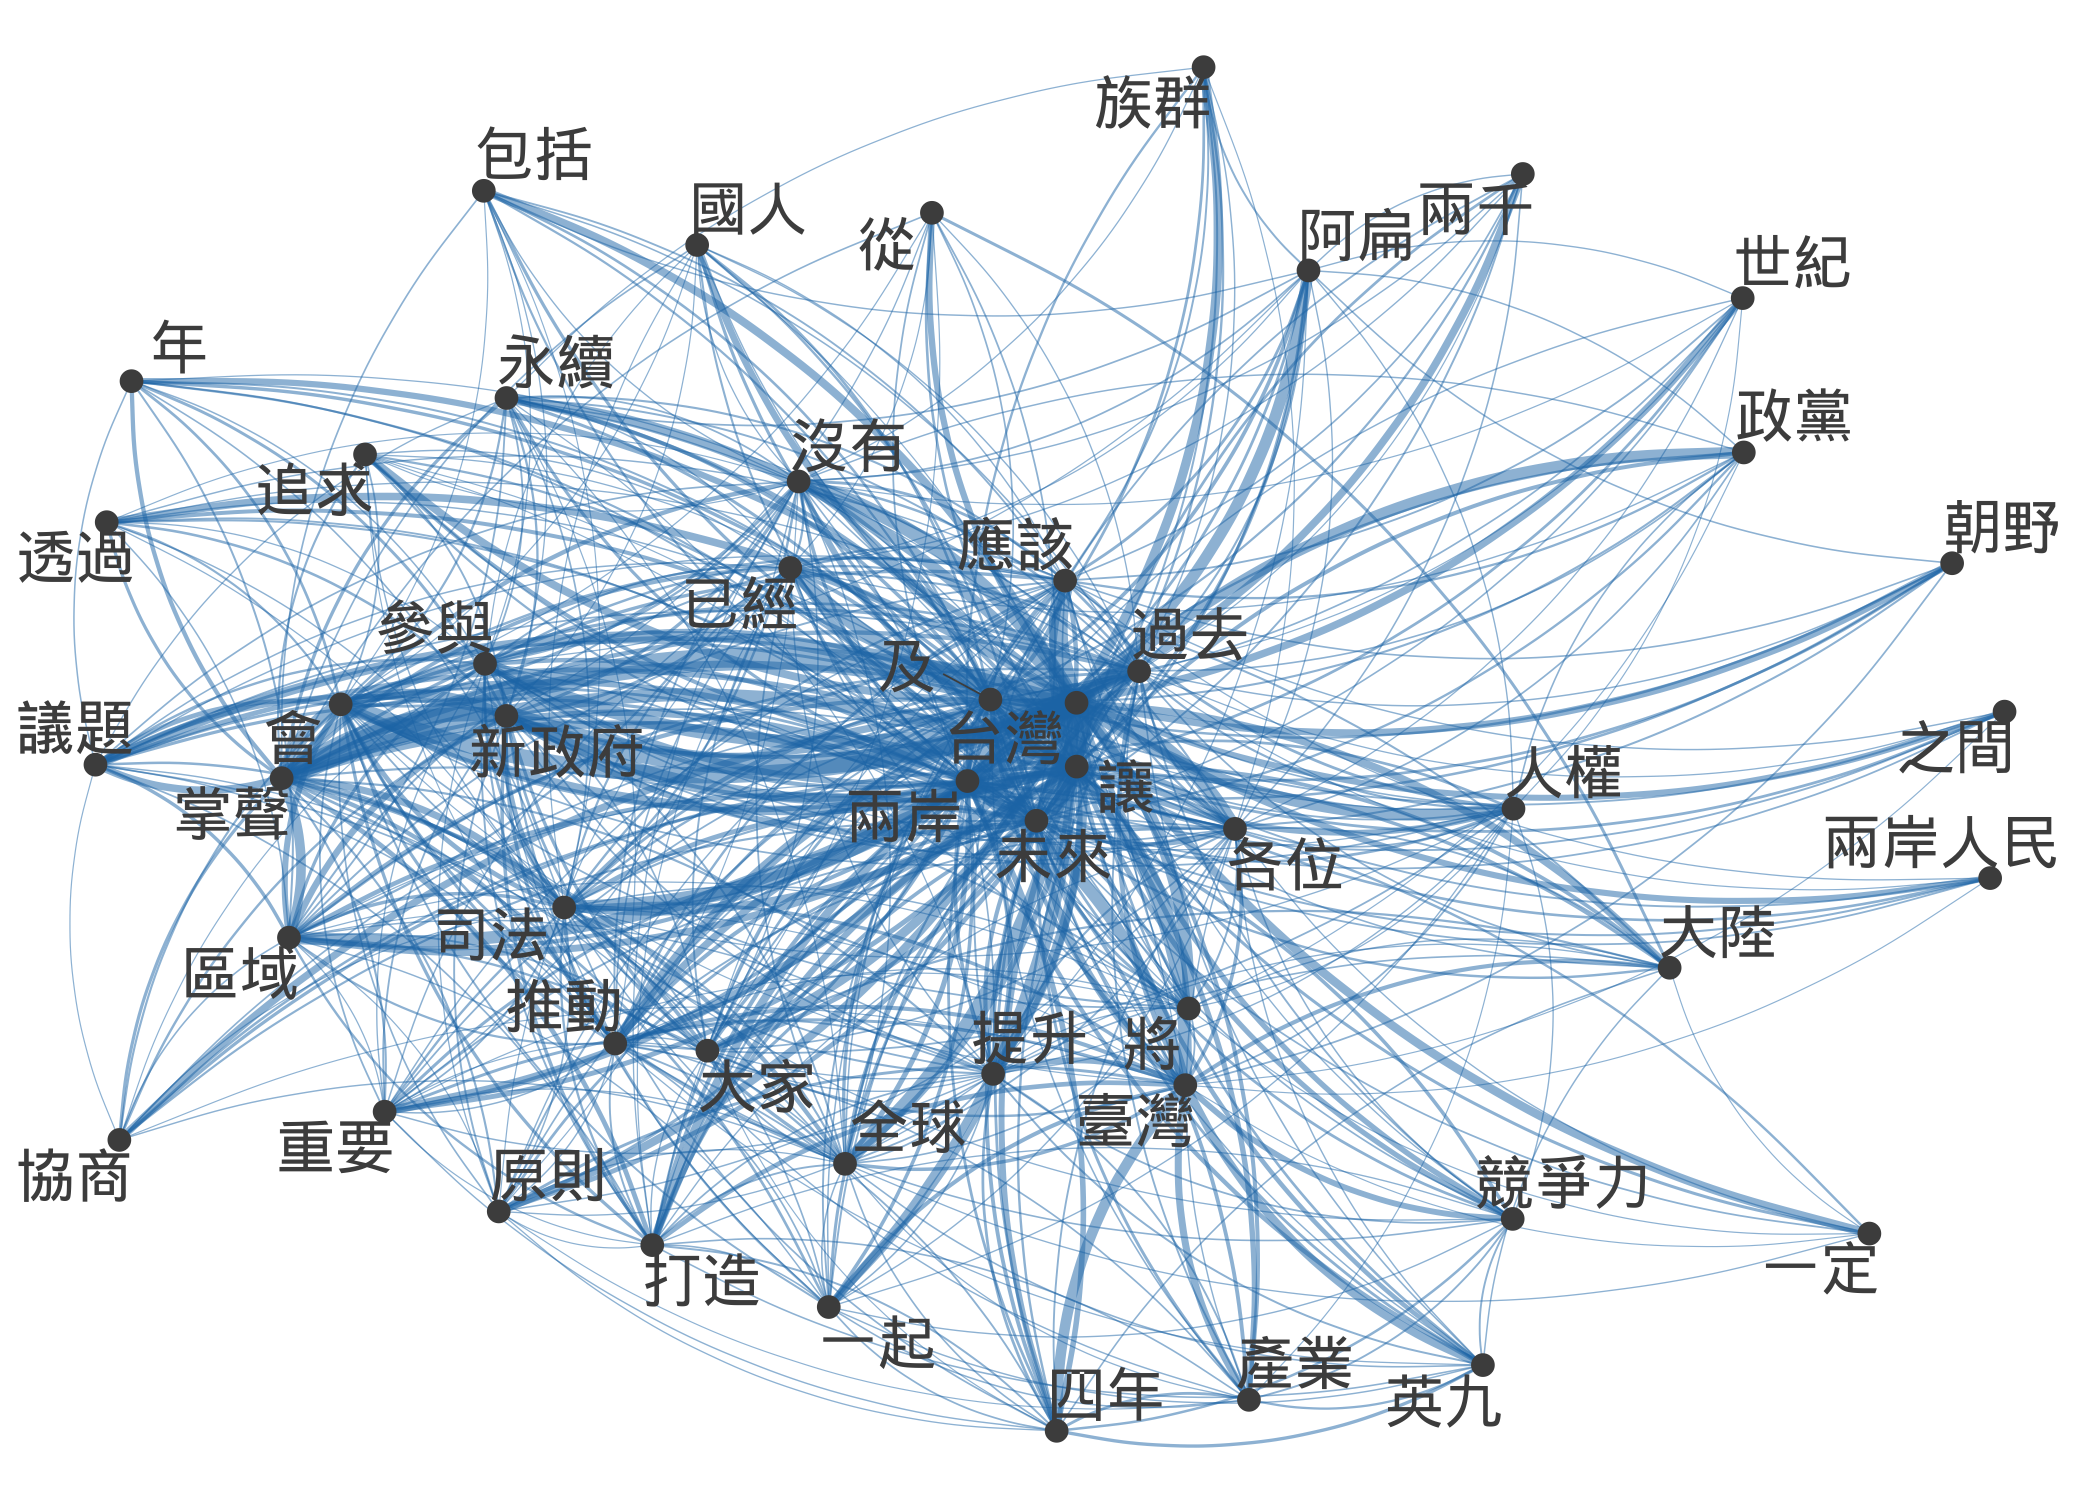 族群
包括
國人
兩千
阿扁
從
世紀
年
永續
政黨
沒有
追求
朝野
透過
應該
已經
參與
過去
及
議題
會
新政府
台灣
之間
人權
讓
掌聲
兩岸
兩岸人民
未來
各位
司法
大陸
區域
推動
提升
將
大家
全球
臺灣
重要
原則
協商
競爭力
打造
一定
一起
產業
四年
英九